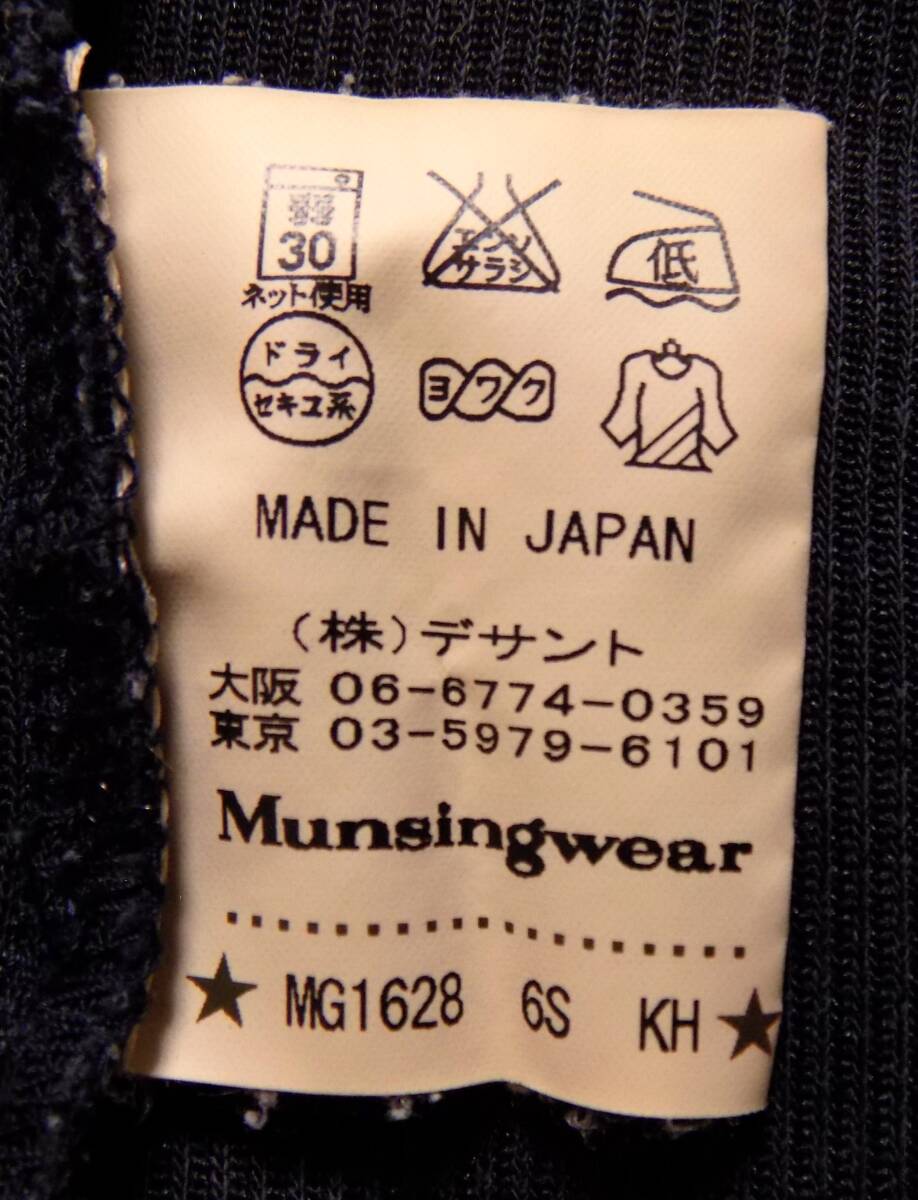 弱
30
ネット使用
エンソ
サラシ
低
ドライ
セキユ系
ヨワク
MADE IN JAPAN
(株)デサント
大阪 06-6774-0359
東京 03-5979-6101
Munsingwear
★ MG1628 6S KH ★